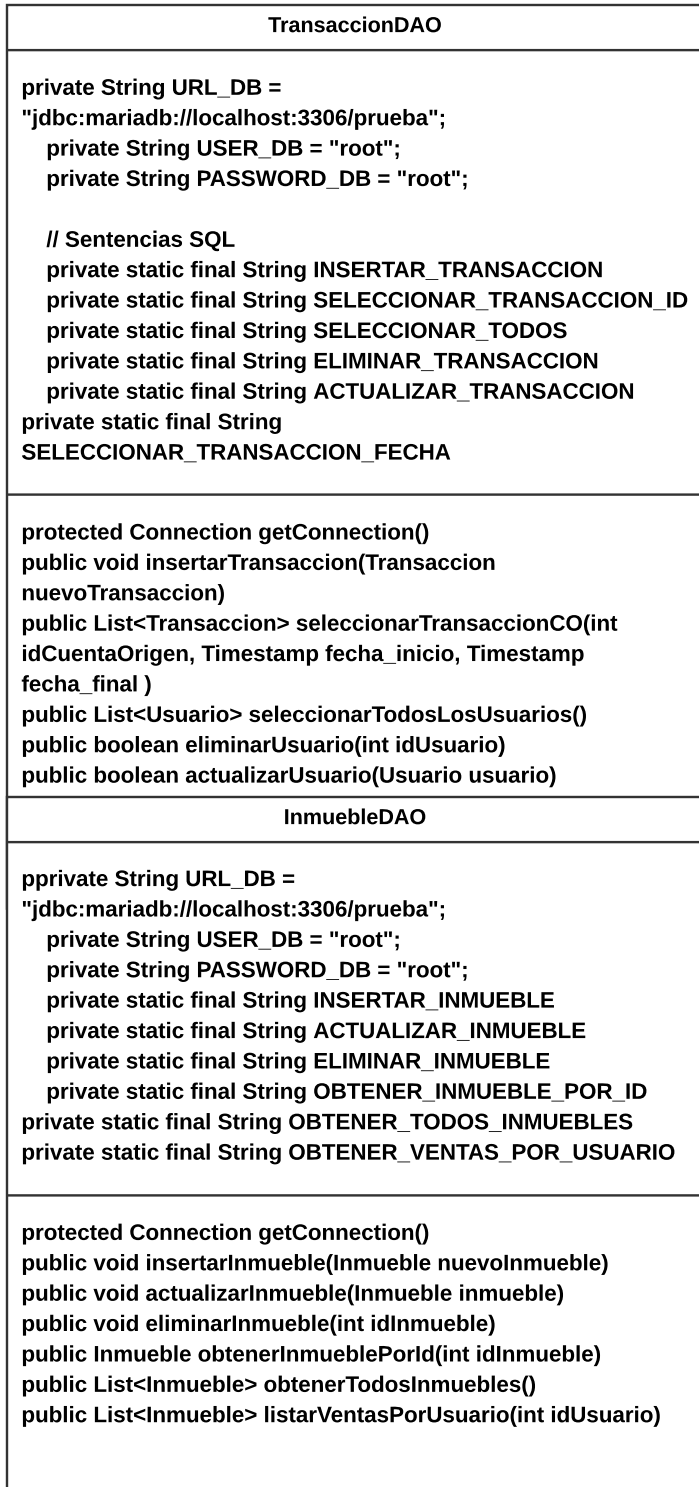 TransaccionDAO
private String URL_DB =
"jdbc:mariadb://localhost:3306/prueba";
private String USER_DB = "root";
private String PASSWORD_DB = "root";
// Sentencias SQL
private static final String INSERTAR_TRANSACCION
private static final String SELECCIONAR_TRANSACCION_ID
private static final String SELECCIONAR_TODOS
private static final String ELIMINAR_TRANSACCION
private static final String ACTUALIZAR_TRANSACCION
private static final String
SELECCIONAR_TRANSACCION_FECHA
protected Connection getConnection()
public void insertarTransaccion(Transaccion
nuevoTransaccion)
public List<Transaccion> seleccionarTransaccionCO(int
idCuentaOrigen, Timestamp fecha_inicio, Timestamp
fecha_final )
public List<Usuario> seleccionarTodosLosUsuarios()
public boolean eliminarUsuario(int idUsuario)
public boolean actualizarUsuario(Usuario usuario)
InmuebleDAO
pprivate String URL_DB =
"jdbc:mariadb://localhost:3306/prueba";
private String USER_DB = "root";
private String PASSWORD_DB = "root";
private static final String INSERTAR_INMUEBLE
private static final String ACTUALIZAR_INMUEBLE
private static final String ELIMINAR_INMUEBLE
private static final String OBTENER_INMUEBLE_POR_ID
private static final String OBTENER_TODOS_INMUEBLES
private static final String OBTENER_VENTAS_POR_USUARIO
protected Connection getConnection()
public void insertarInmueble(Inmueble nuevoInmueble)
public void actualizarInmueble(Inmueble inmueble)
public void eliminarInmueble(int idInmueble)
public Inmueble obtenerInmueblePorId(int idInmueble)
public List<Inmueble> obtenerTodosInmuebles()
public List<Inmueble> listarVentasPorUsuario(int idUsuario)